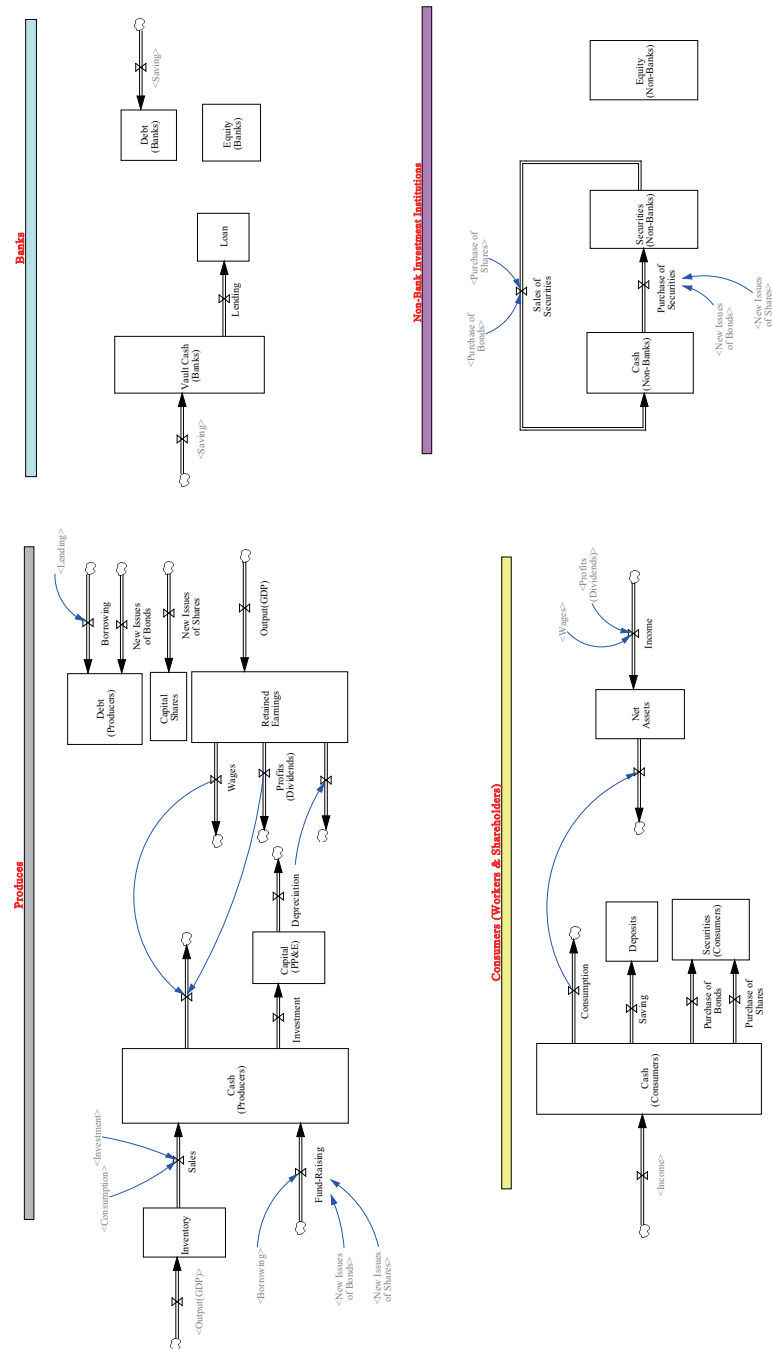 Produces
<Output(GDP)>
Inventory
<Consumption>
<Investment>
Sales
<Borrowing>
<New Issues
of Bonds>
<New Issues
of Shares>
Fund-Raising
Cash
(Producers)
Investment
Capital
(PP&E)
Depreciation
Wages
Profits
(Dividends)
Retained
Earnings
Output(GDP)
Debt
(Producers)
Capital
Shares
<Lending>
Borrowing
New Issues
of Bonds
New Issues
of Shares
Banks
<Saving>
Vault Cash
(Banks)
Lending
Loan
Debt
(Banks)
Equity
(Banks)
<Saving>
Consumers (Workers & Shareholders)
<Income>
Cash
(Consumers)
Consumption
Saving
Deposits
Purchase of
Bonds
Purchase of
Shares
Securities
(Consumers)
Net
Assets
<Wages>
<Profits
(Dividends)>
Income
Non-Bank Investment Institutions
<Purchase of
Bonds>
<Purchase of
Shares>
Sales of
Securities
Cash
(Non-Banks)
Purchase of
Securities
<New Issues
of Bonds>
<New Issues
of Shares>
Securities
(Non-Banks)
Equity
(Non-Banks)